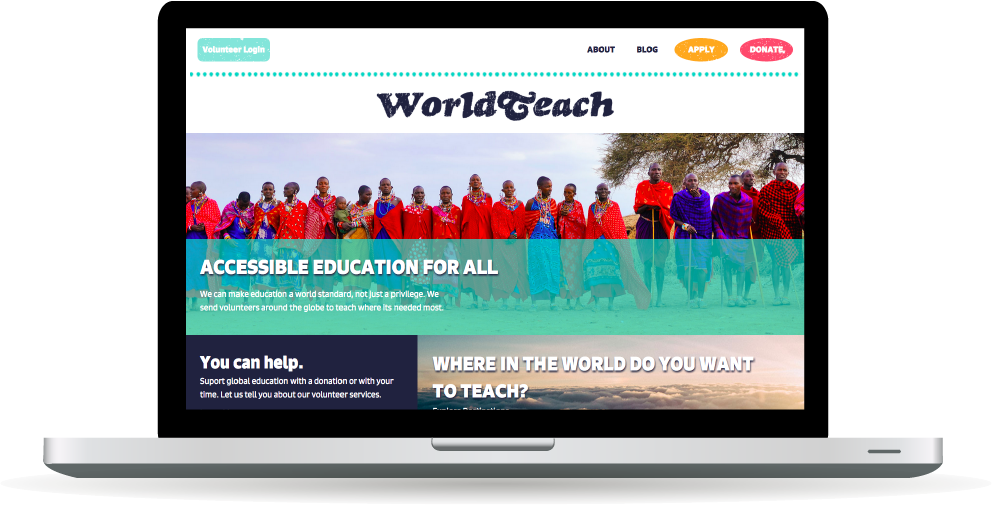 Volunteer Login
ABOUT
BLOG
APPLY
DONATE
WorldTeach
ACCESSIBLE EDUCATION FOR ALL
We can make education a world standard, not just a privilege. We
send volunteers around the globe to teach where its needed most.
You can help.
Suport global education with a donation or with your
time. Let us tell you about our volunteer services.
WHERE IN THE WORLD DO YOU WANT
TO TEACH?
Explore Destinations